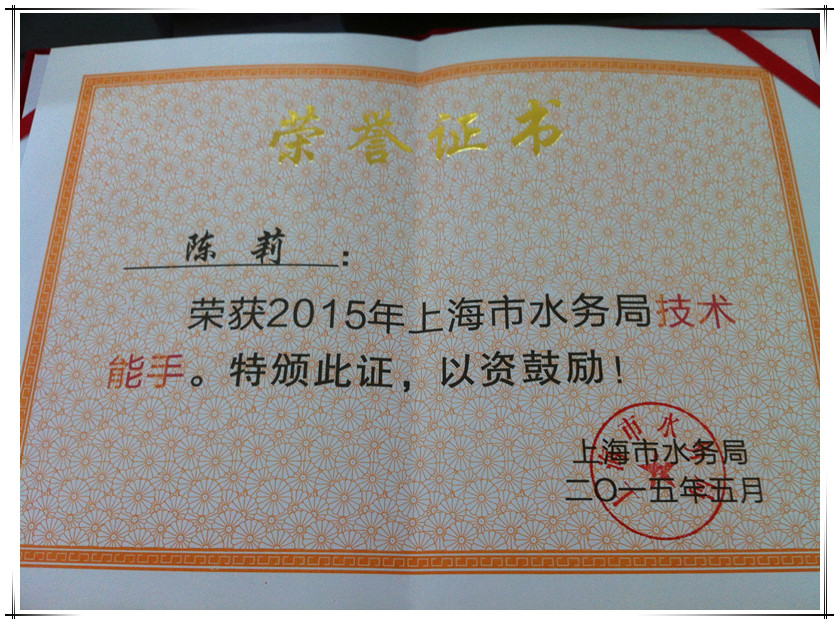 荣誉证书
陈 莉：
荣获2015年上海市水务局技术
能手。特颁此证，以资鼓励！
上海市水务局
二〇一五年五月